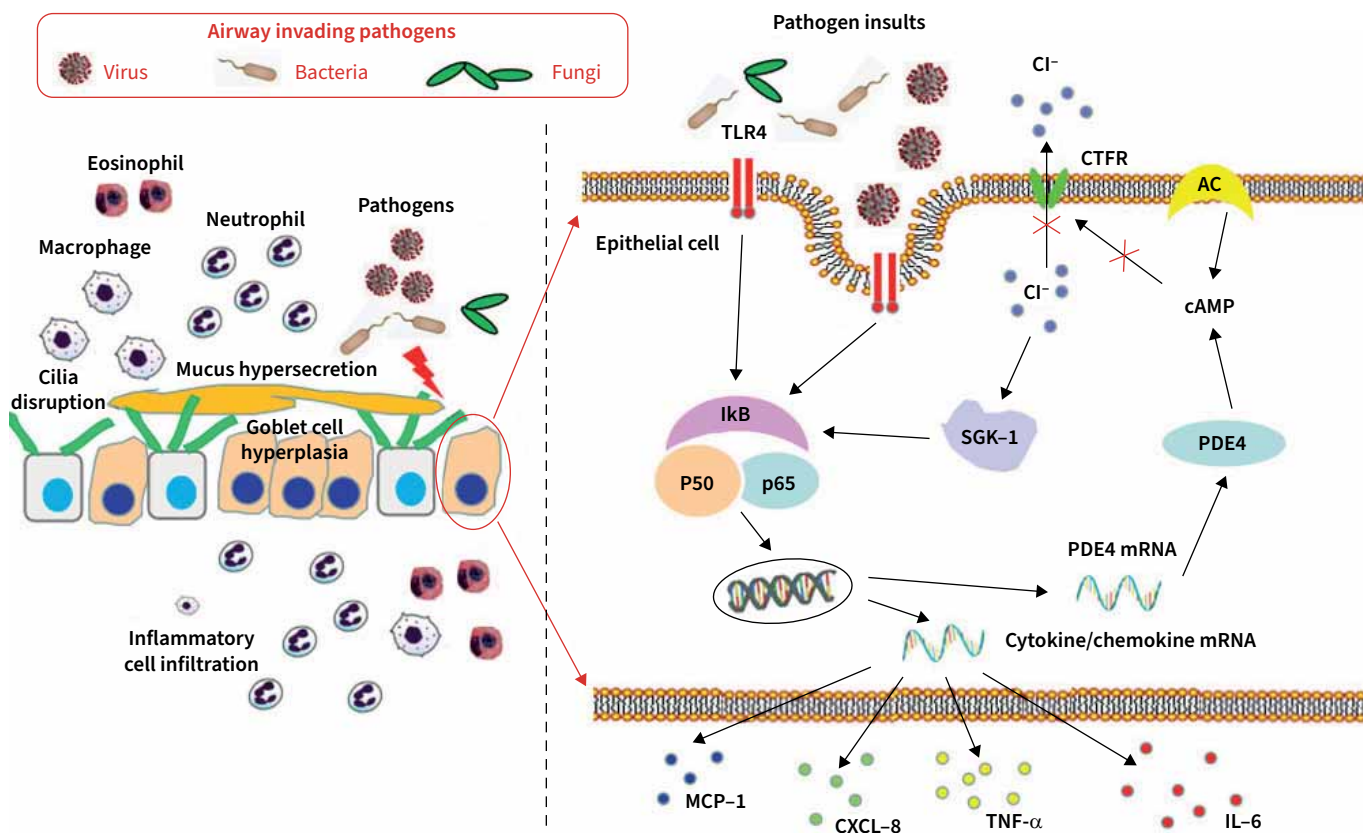 Airway invading pathogens
Virus
Bacteria
Fungi
Eosinophil
Neutrophil
Pathogens
Macrophage
Cilia
disruption
Mucus hypersecretion
Goblet cell
hyperplasia
Inflammatory
cell infiltration
Pathogen insults
TLR4
Cl⁻
CTFR
AC
Epithelial cell
Cl⁻
cAMP
IkB
P50
p65
SGK–1
PDE4
PDE4 mRNA
Cytokine/chemokine mRNA
MCP–1
CXCL–8
TNF-α
IL–6